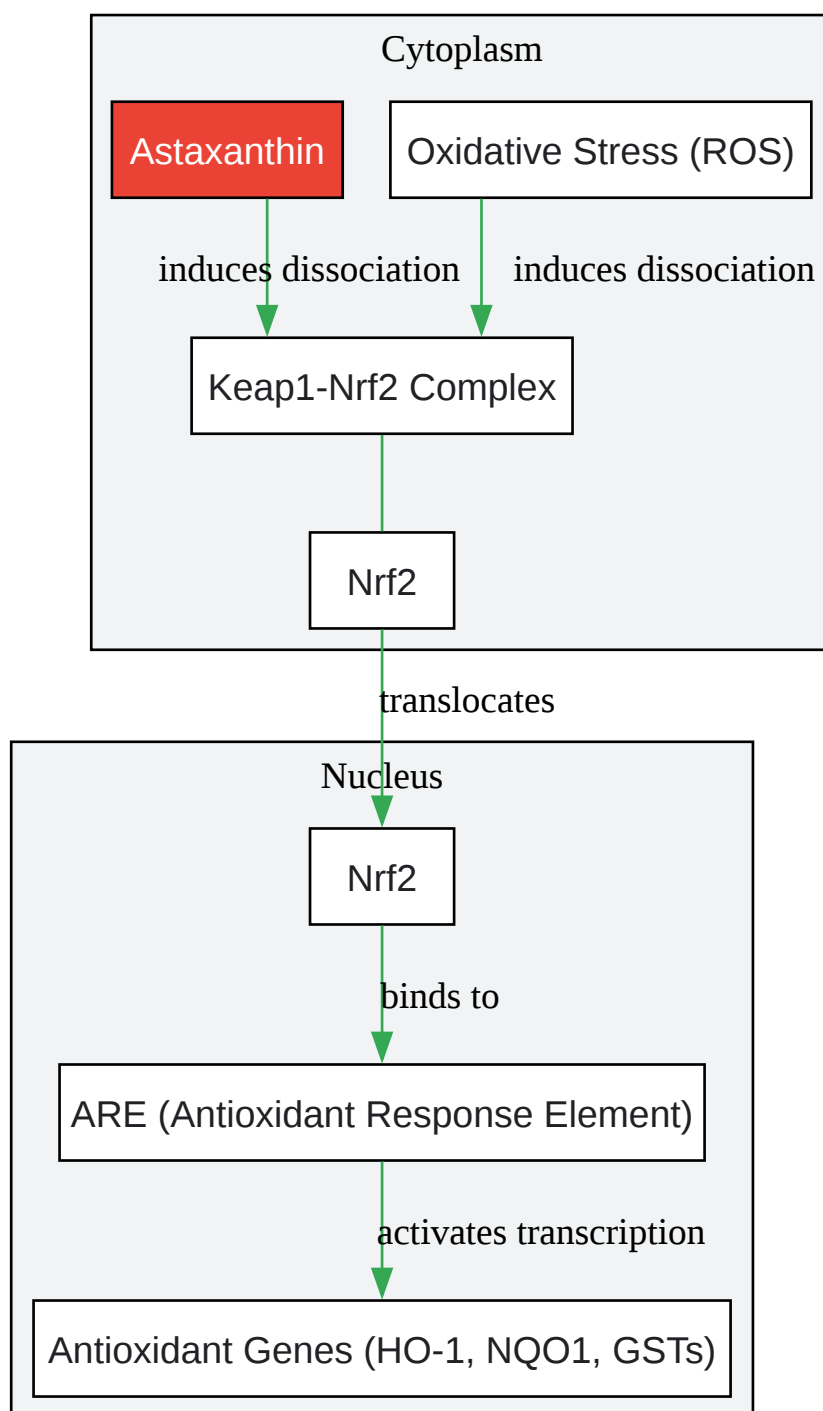 Cytoplasm
Astaxanthin
Oxidative Stress (ROS)
induces dissociation
induces dissociation
Keap1-Nrf2 Complex
Nrf2
translocates
Nucleus
Nrf2
binds to
ARE (Antioxidant Response Element)
activates transcription
Antioxidant Genes (HO-1, NQO1, GSTs)